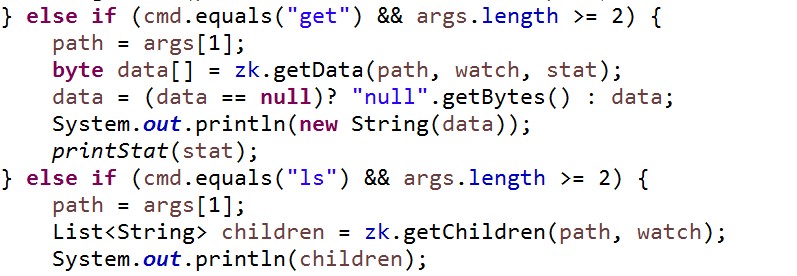 } else if (cmd.equals("get") && args.length >= 2) {
path = args[1];
byte data[] = zk.getData(path, watch, stat);
data = (data == null)? "null".getBytes() : data;
System.out.println(new String(data));
printStat(stat);
} else if (cmd.equals("ls") && args.length >= 2) {
path = args[1];
List<String> children = zk.getChildren(path, watch);
System.out.println(children);